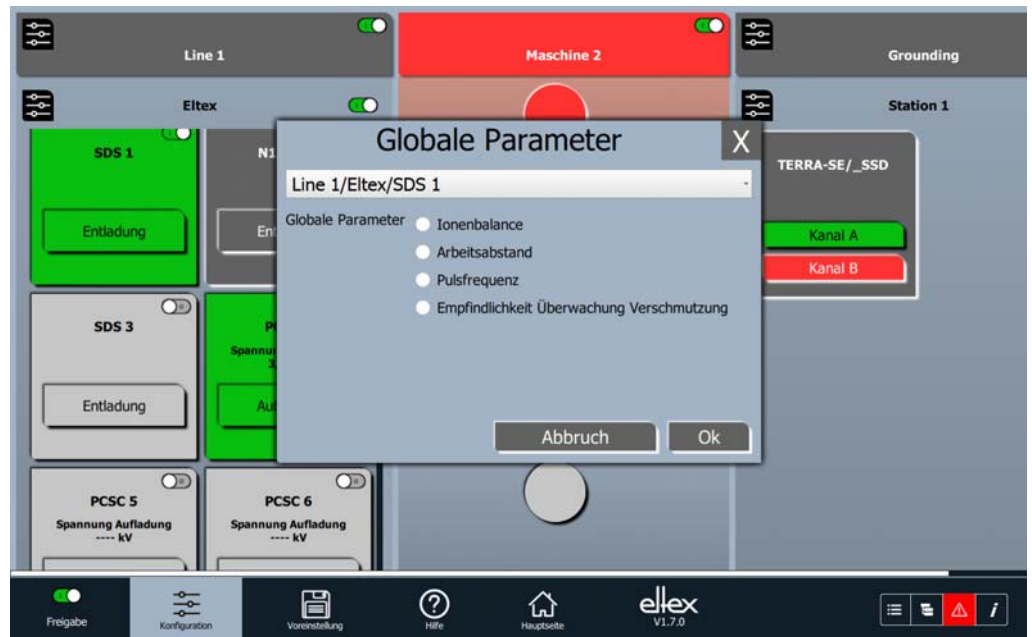 Line 1
Maschine 2
Grounding
Eltex
Station 1
Globale Parameter
X
Line 1/Eltex/SDS 1
Globale Parameter
Ionenbalance
Arbeitsabstand
Pulsfrequenz
Empfindlichkeit Überwachung Verschmutzung
Abbruch
Ok
SDS 1
Entladung
N1
SDS 3
Entladung
PCSC 5
Spannung Aufladung
---- kV
PCSC 6
Spannung Aufladung
---- kV
TERRA-SE/_SSD
Kanal A
Kanal B
Freigabe
Konfiguration
Voreinstellung
?
Hilfe
Hauptseite
eltex
V1.7.0
i